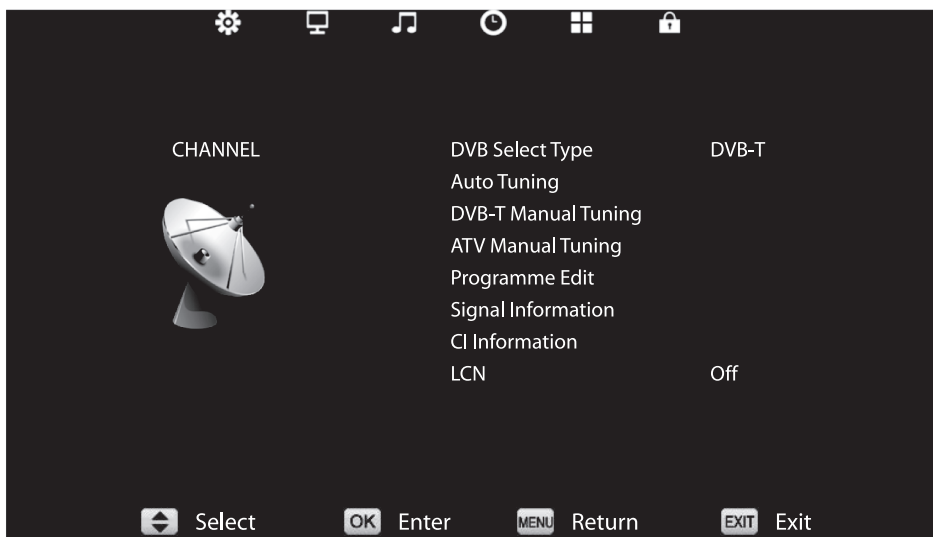 CHANNEL
DVB Select Type DVB-T
Auto Tuning
DVB-T Manual Tuning
ATV Manual Tuning
Programme Edit
Signal Information
CI Information
LCN Off
Select OK Enter MENU Return EXIT Exit